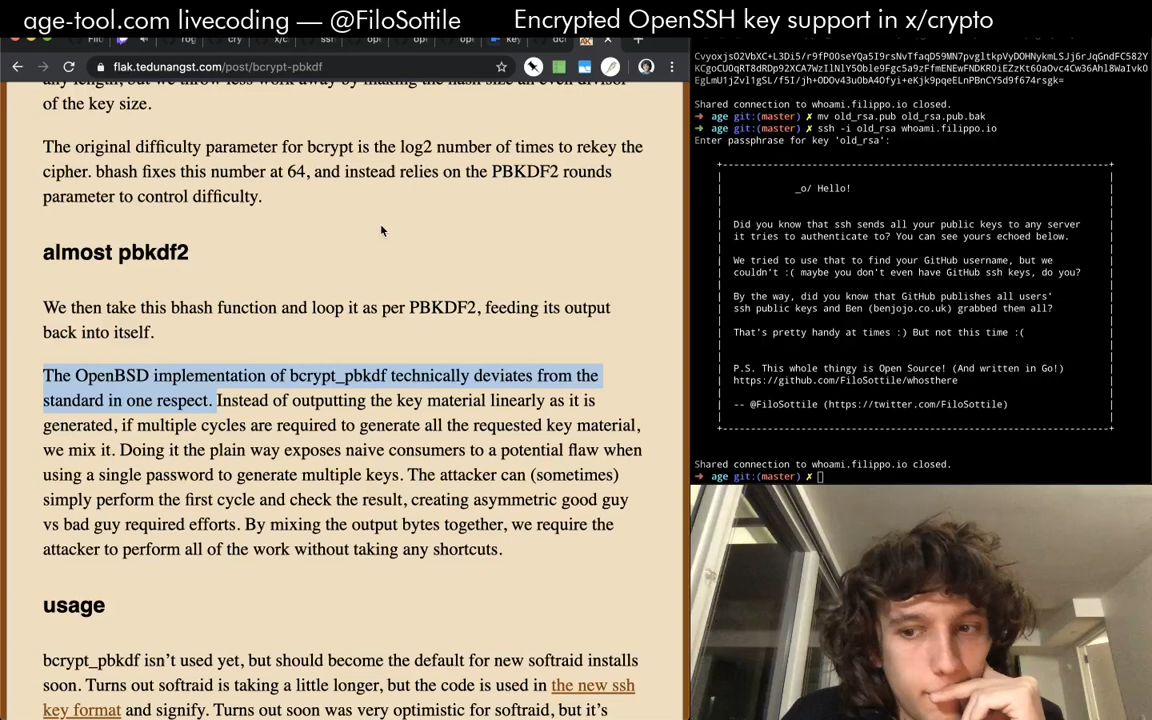 age-tool.com livecoding — @FiloSottile
Encrypted OpenSSH key support in x/crypto
flak.tedunangst.com/post/bcrypt-pbkdf
of the key size.
The original difficulty parameter for bcrypt is the log2 number of times to rekey the
cipher. bhash fixes this number at 64, and instead relies on the PBKDF2 rounds
parameter to control difficulty.
almost pbkdf2
We then take this bhash function and loop it as per PBKDF2, feeding its output
back into itself.
The OpenBSD implementation of bcrypt_pbkdf technically deviates from the
standard in one respect. Instead of outputting the key material linearly as it is
generated, if multiple cycles are required to generate all the requested key material,
we mix it. Doing it the plain way exposes naive consumers to a potential flaw when
using a single password to generate multiple keys. The attacker can (sometimes)
simply perform the first cycle and check the result, creating asymmetric good guy
vs bad guy required efforts. By mixing the output bytes together, we require the
attacker to perform all of the work without taking any shortcuts.
usage
bcrypt_pbkdf isn’t used yet, but should become the default for new softraid installs
soon. Turns out softraid is taking a little longer, but the code is used in the new ssh
key format and signify. Turns out soon was very optimistic for softraid, but it’s
Shared connection to whoami.filippo.io closed.
➜ age git:(master) ✗ mv old_rsa.pub old_rsa.pub.bak
➜ age git:(master) ✗ ssh -i old_rsa whoami.filippo.io
Enter passphrase for key 'old_rsa':
_o/ Hello!
Did you know that ssh sends all your public keys to any server
it tries to authenticate to? You can see yours echoed below.
We tried to use that to find your GitHub username, but we
couldn't :( maybe you don't even have GitHub ssh keys, do you?
By the way, did you know that GitHub publishes all users'
ssh public keys and Ben (benjojo.co.uk) grabbed them all?
That's pretty handy at times :) But not this time :(
P.S. This whole thingy is Open Source! (And written in Go!)
https://github.com/FiloSottile/whosthere
-- @FiloSottile (https://twitter.com/FiloSottile)
Shared connection to whoami.filippo.io closed.
➜ age git:(master) ✗